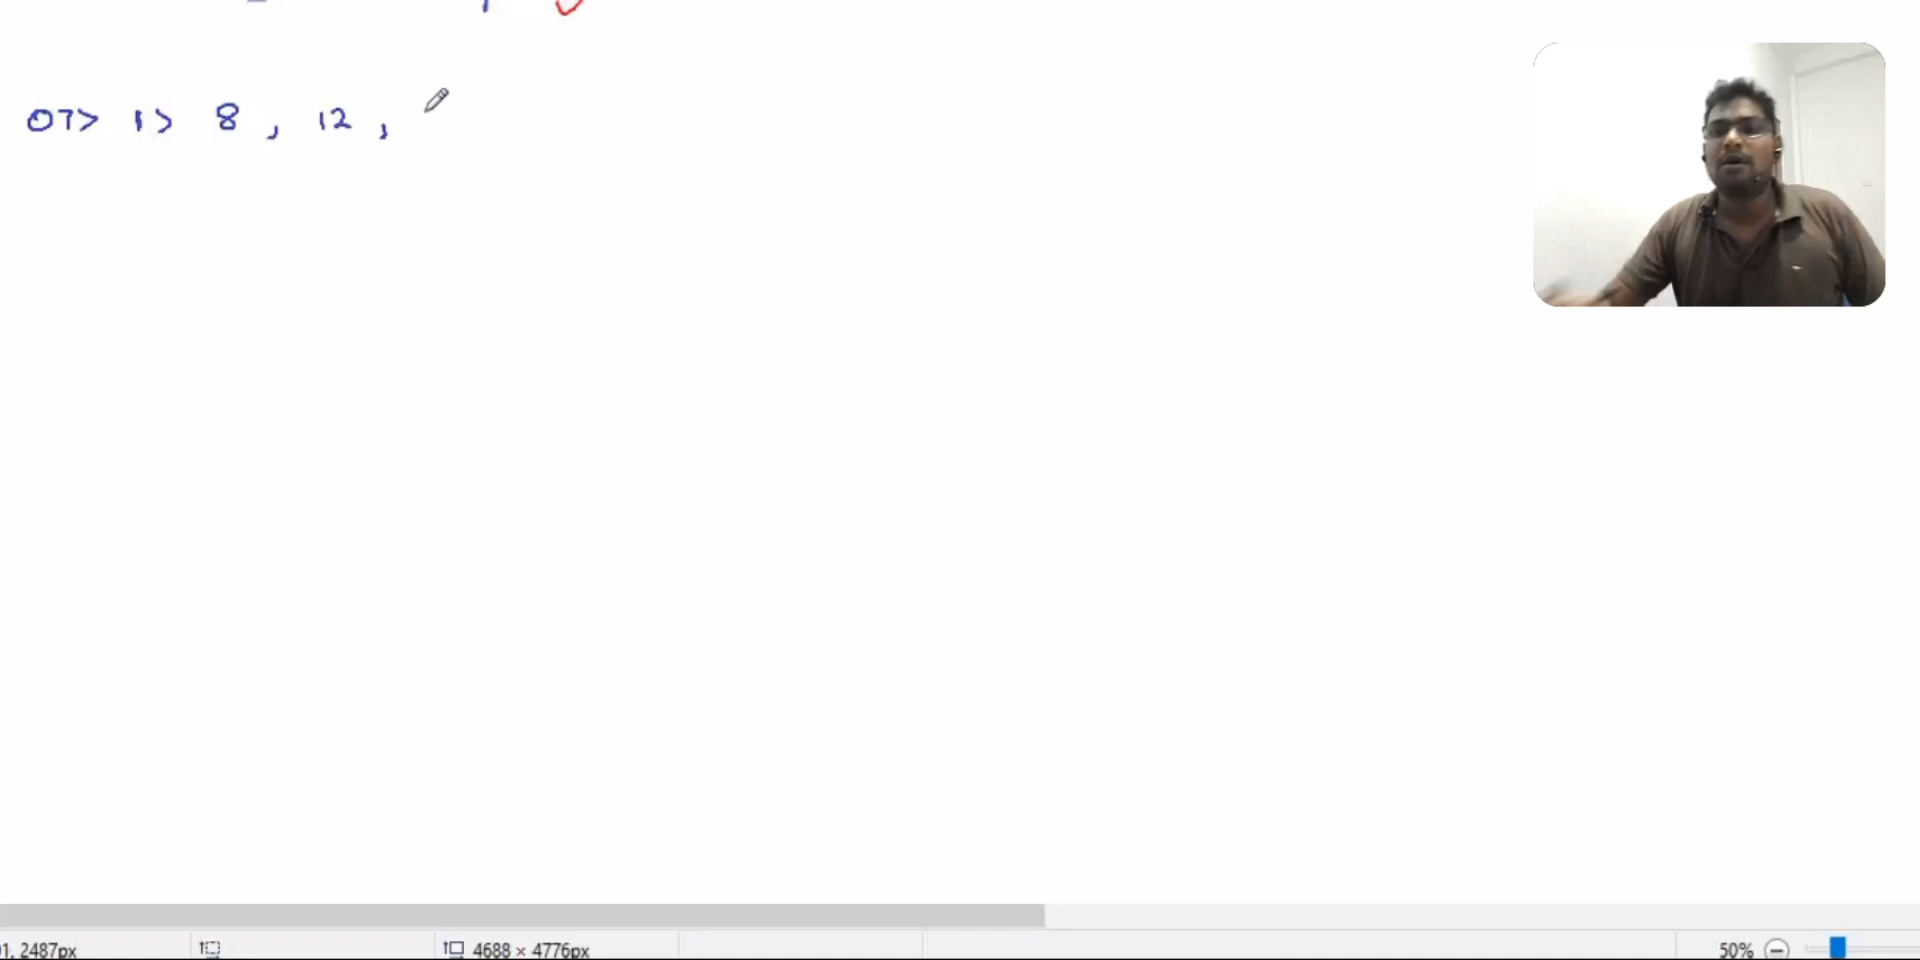 07> 1> 8 , 12 ,
1, 2487px
4688 × 4776px
50%